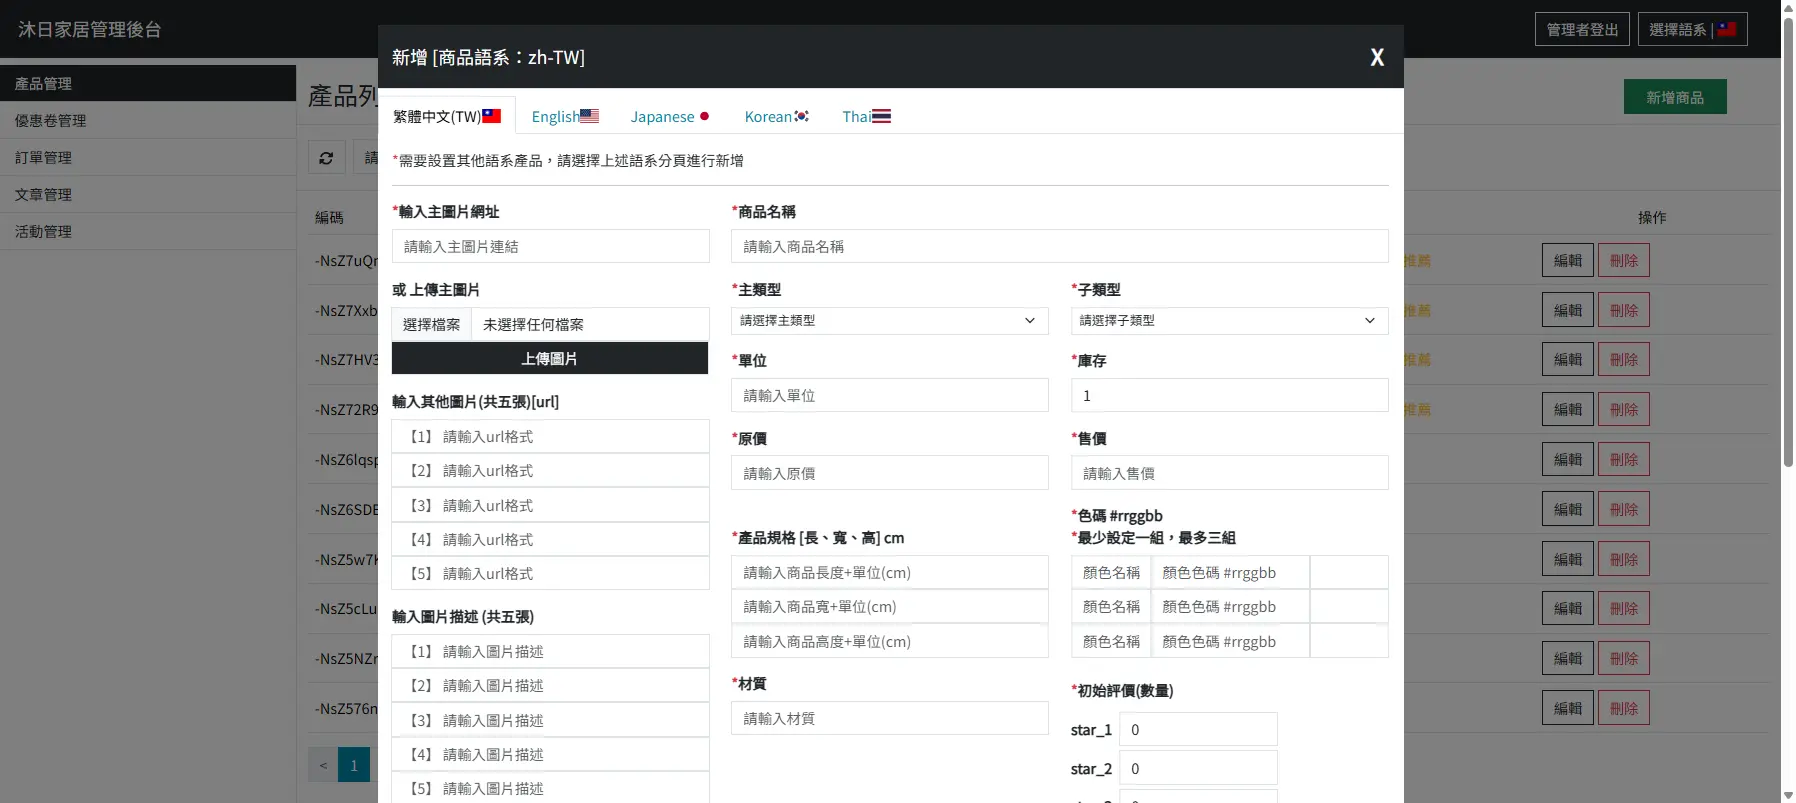 沐日家居管理後台
管理者登出
選擇語系 |
產品管理
優惠卷管理
訂單管理
文章管理
活動管理
產品列
新增商品
請
編碼
操作
-NsZ7uQr
推薦
編輯
刪除
-NsZ7Xxb
推薦
編輯
刪除
-NsZ7HV3
推薦
編輯
刪除
-NsZ72R9
推薦
編輯
刪除
-NsZ6lqsp
編輯
刪除
-NsZ6SDE
編輯
刪除
-NsZ5w7k
編輯
刪除
-NsZ5cLu
編輯
刪除
-NsZ5NZr
編輯
刪除
-NsZ576n
編輯
刪除
<
1
新增 [商品語系：zh-TW]
X
繁體中文(TW)
English
Japanese
Korean
Thai
*需要設置其他語系產品，請選擇上述語系分頁進行新增
*輸入主圖片網址
請輸入主圖片連結
或 上傳主圖片
選擇檔案 未選擇任何檔案
上傳圖片
輸入其他圖片(共五張)[url]
【1】 請輸入url格式
【2】 請輸入url格式
【3】 請輸入url格式
【4】 請輸入url格式
【5】 請輸入url格式
輸入圖片描述 (共五張)
【1】 請輸入圖片描述
【2】 請輸入圖片描述
【3】 請輸入圖片描述
【4】 請輸入圖片描述
【5】 請輸入圖片描述
*商品名稱
請輸入商品名稱
*主類型
請選擇主類型
*子類型
請選擇子類型
*單位
請輸入單位
*庫存
1
*原價
請輸入原價
*售價
請輸入售價
*產品規格 [長、寬、高] cm
請輸入商品長度+單位(cm)
請輸入商品寬+單位(cm)
請輸入商品高度+單位(cm)
*色碼 #rrggbb
*最少設定一組，最多三組
顏色名稱 顏色色碼 #rrggbb
顏色名稱 顏色色碼 #rrggbb
顏色名稱 顏色色碼 #rrggbb
*材質
請輸入材質
*初始評價(數量)
star_1 0
star_2 0